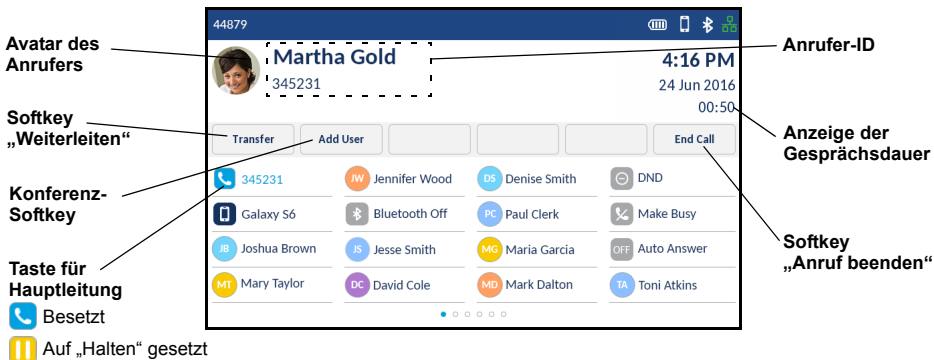 44879
Avatar des
Anrufers
Martha Gold
345231
Anrufer-ID
4:16 PM
24 Jun 2016
00:50
Softkey
„Weiterleiten“
Transfer
Add User
End Call
Anzeige der
Gesprächsdauer
Konferenz-
Softkey
345231
JW Jennifer Wood
DS Denise Smith
DND
Galaxy S6
Bluetooth Off
PC Paul Clerk
Make Busy
JB Joshua Brown
JS Jesse Smith
MG Maria Garcia
OFF Auto Answer
MT Mary Taylor
DC David Cole
MD Mark Dalton
TA Toni Atkins
Softkey
„Anruf beenden“
Taste für
Hauptleitung
Besetzt
Auf „Halten“ gesetzt